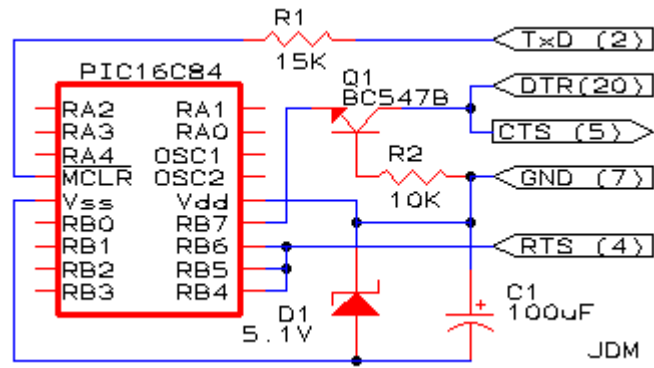 R1
15K
TxD (2)
PIC16C84
Q1
BC547B
DTR(20)
CTS (5)
RA2 RA1
RA3 RA0
RA4 OSC1
MCLR OSC2
Vss Vdd
RB0 RB7
RB1 RB6
RB2 RB5
RB3 RB4
R2
10K
GND (7)
RTS (4)
D1
5.1V
+
C1
100uF
JDM